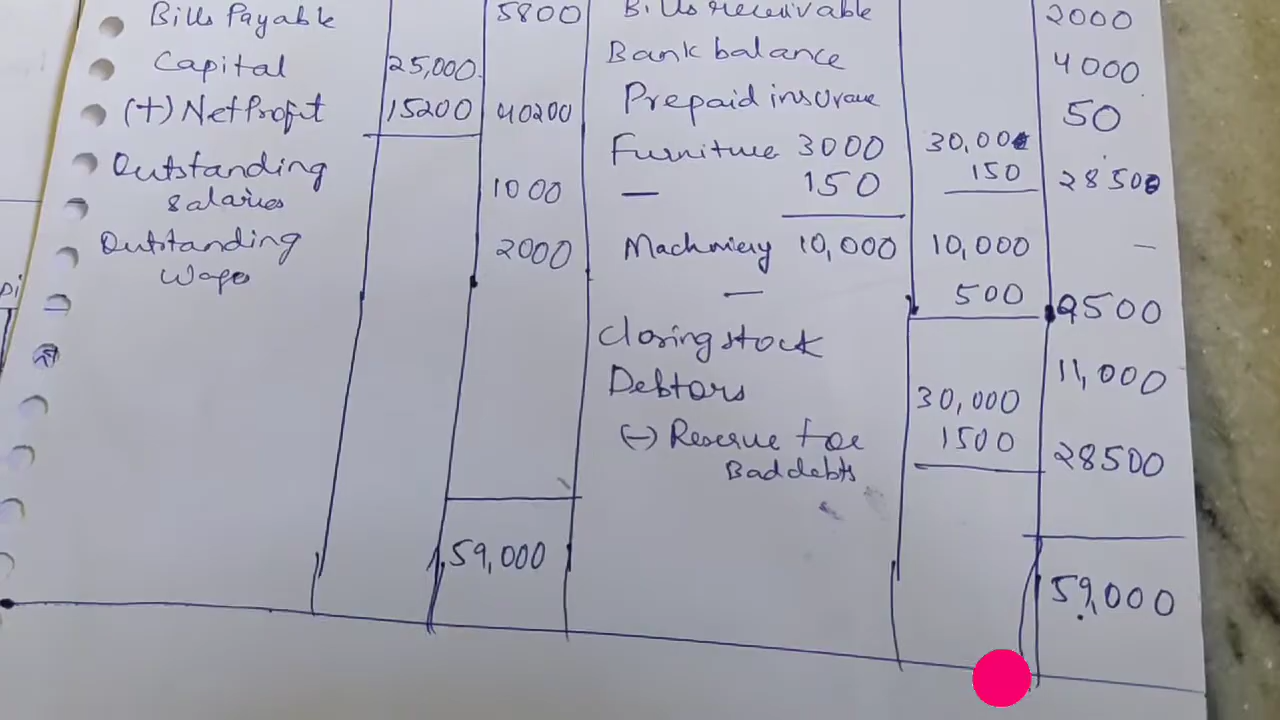 Bills Payable 5800 Bills receivable 2000
Capital 25,000 Bank balance 4000
(+) Net Profit 15200 40200 Prepaid insurance 50
Outstanding Salaries 1000 Furniture 3000 30,000
— 150 150 28500
Outstanding Wages 2000 Machinery 10,000 10,000 —
— 500 9500
Closing stock 11,000
Debtors 30,000
(-) Reserve for 1500 28500
Bad debts
59,000 59,000